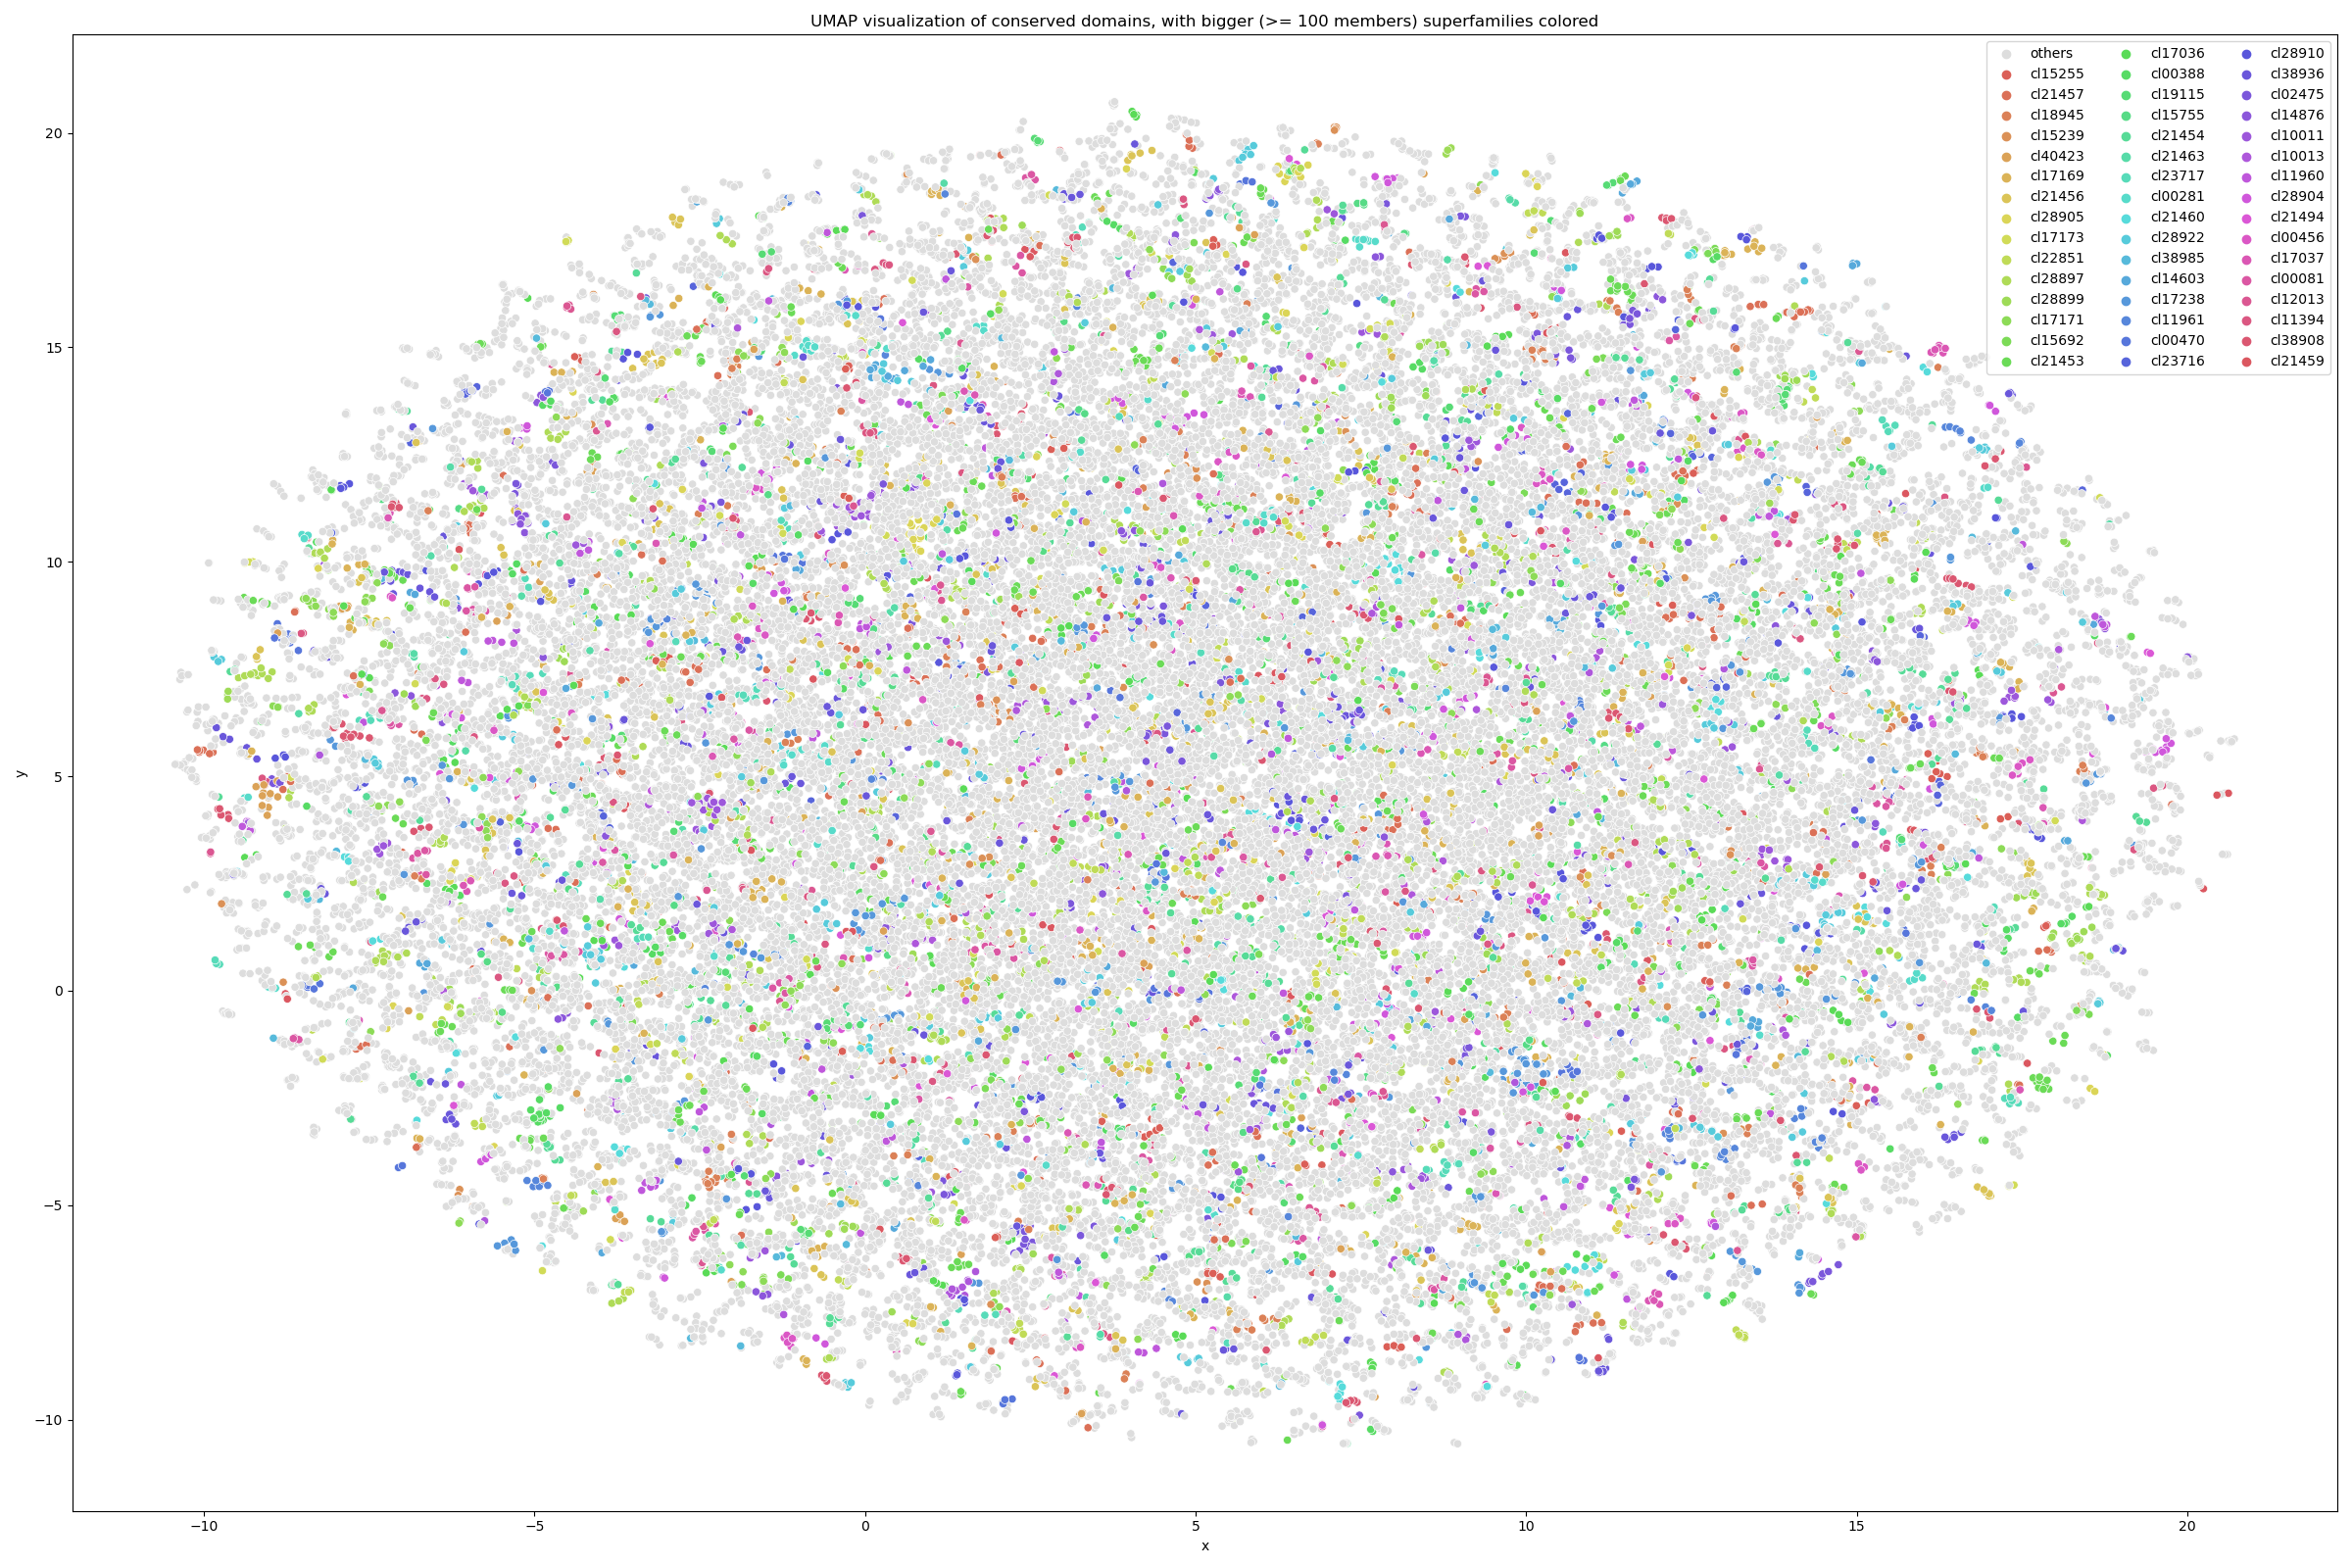 UMAP visualization of conserved domains, with bigger (>= 100 members) superfamilies colored
others
cl15255
cl21457
cl18945
cl15239
cl40423
cl17169
cl21456
cl28905
cl17173
cl22851
cl28897
cl28899
cl17171
cl15692
cl21453
cl17036
cl00388
cl19115
cl15755
cl21454
cl21463
cl23717
cl00281
cl21460
cl28922
cl38985
cl14603
cl17238
cl11961
cl00470
cl23716
cl28910
cl38936
cl02475
cl14876
cl10011
cl10013
cl11960
cl28904
cl21494
cl00456
cl17037
cl00081
cl12013
cl11394
cl38908
cl21459
20
15
10
5
0
−5
−10
y
−10
−5
0
5
10
15
20
x